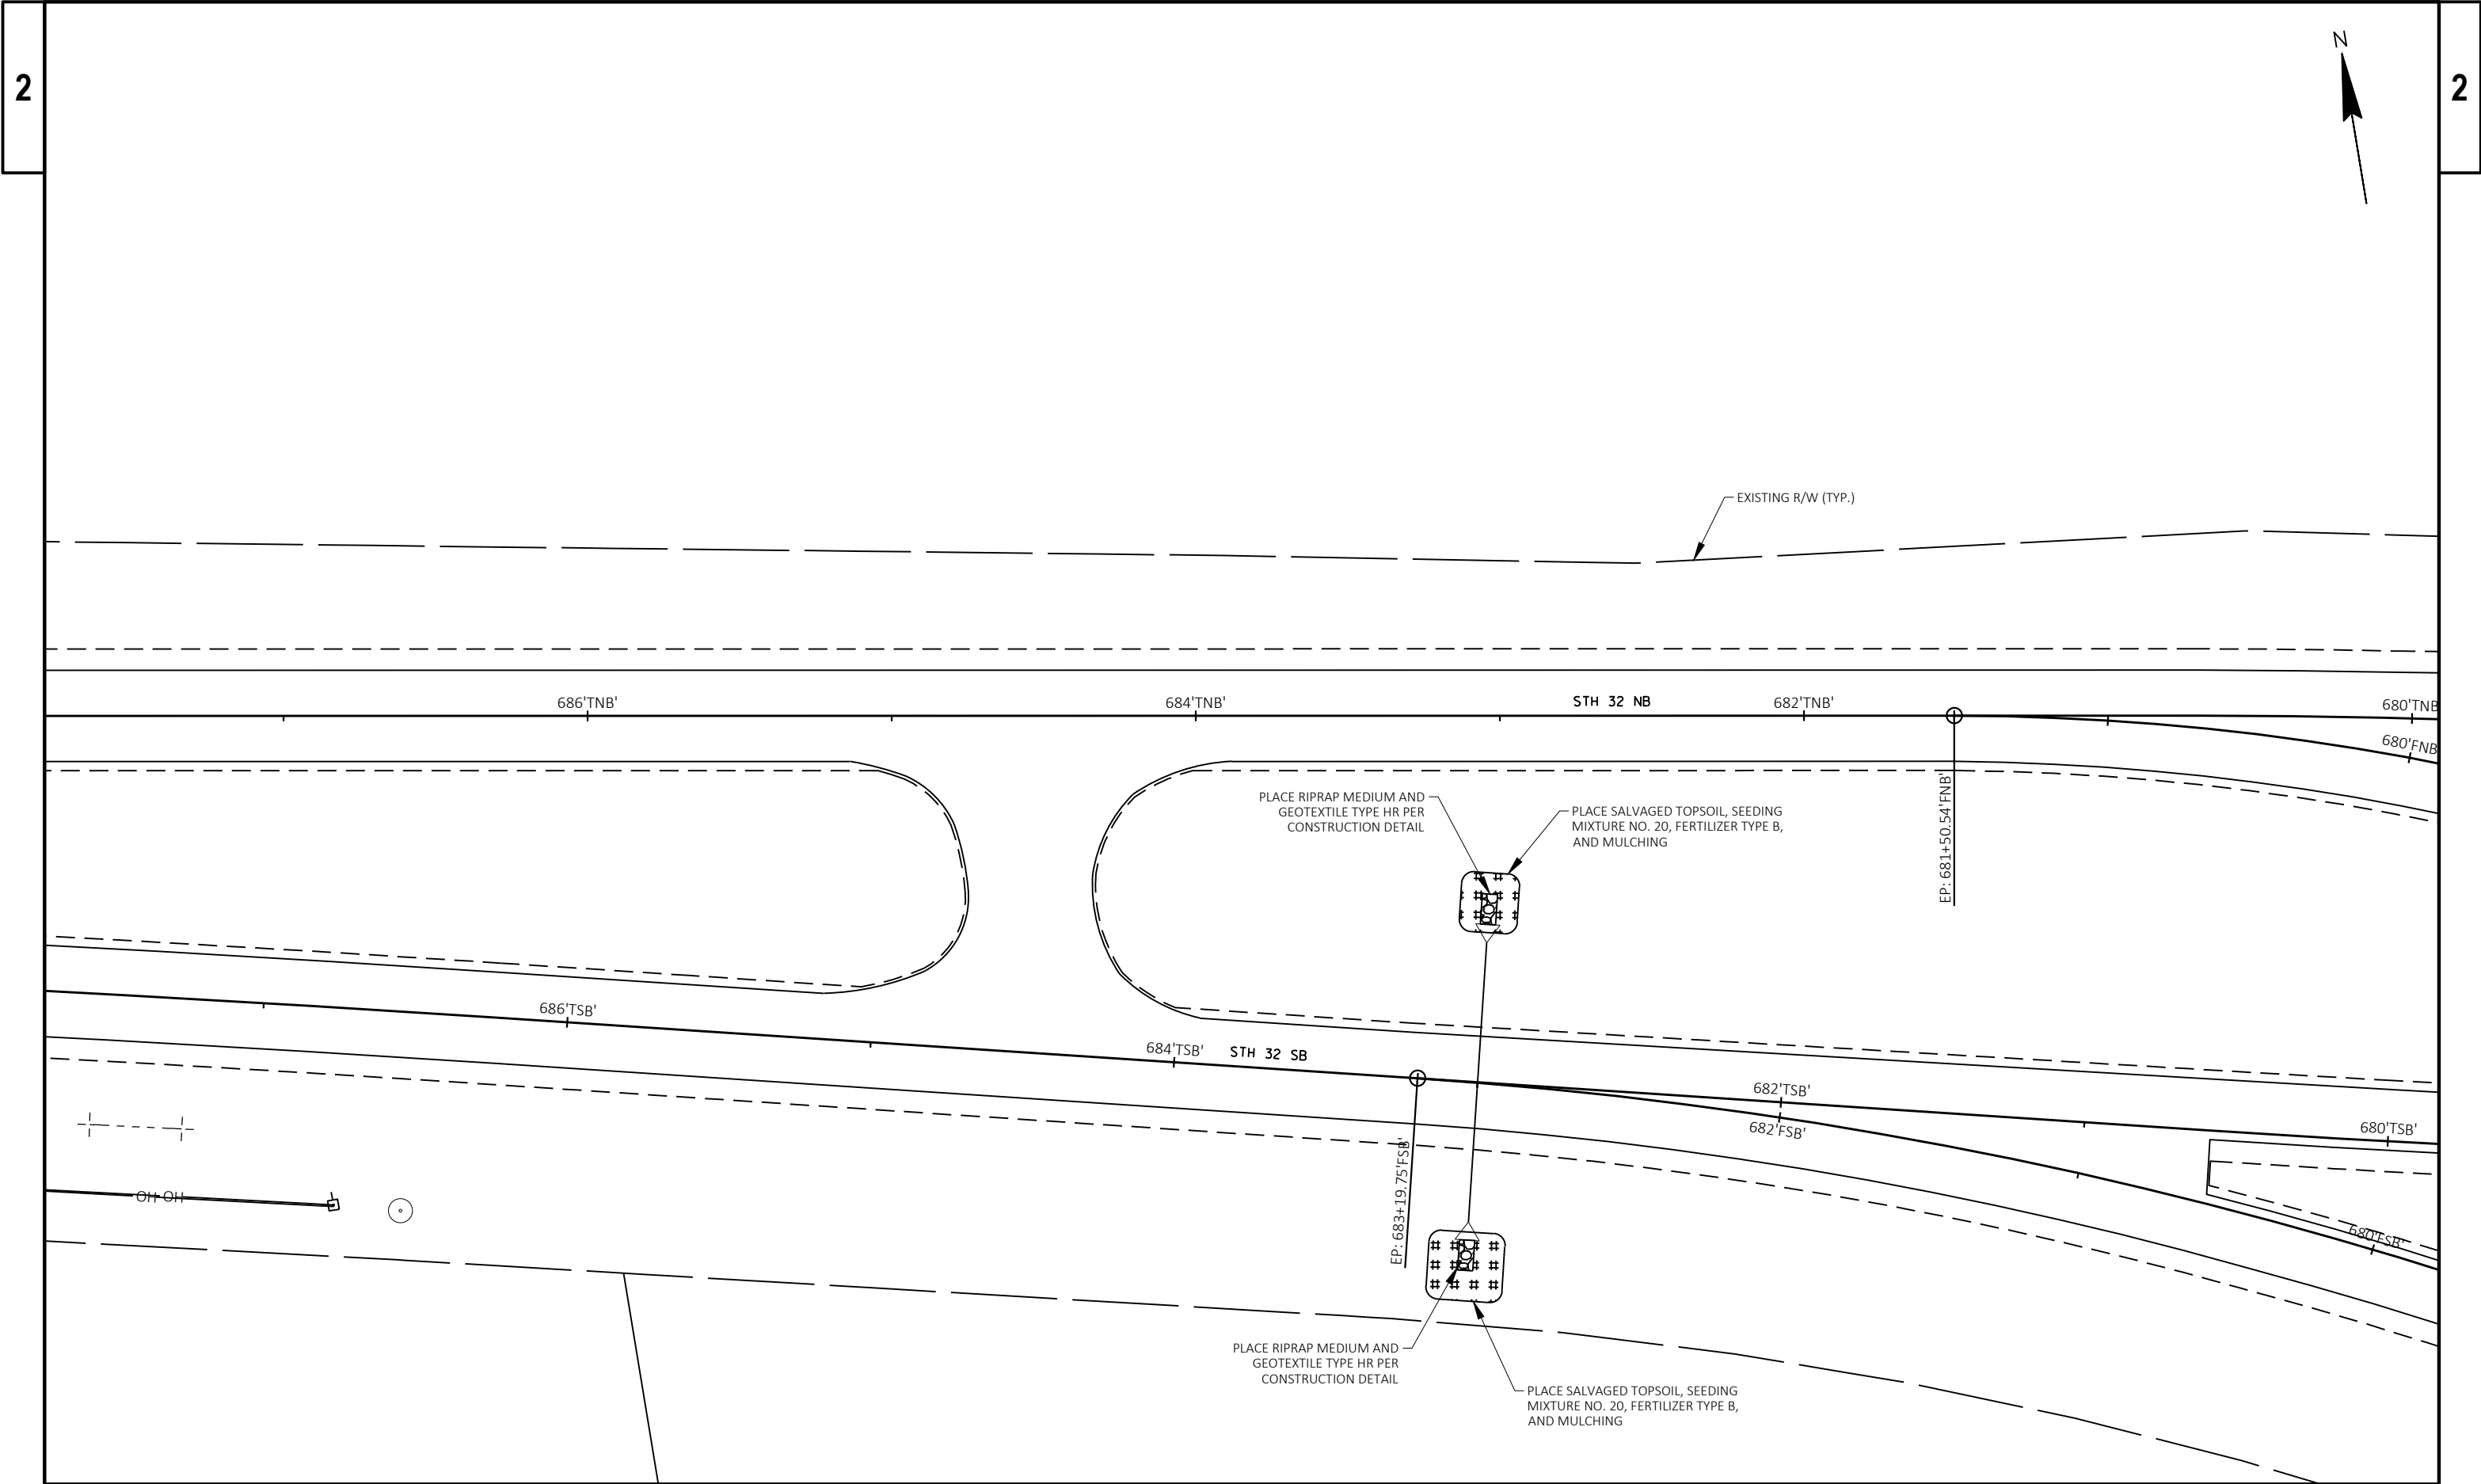 2
2
N
EXISTING R/W (TYP.)
686'TNB'
684'TNB'
STH 32 NB
682'TNB'
680'TNB
680'FNB'
EP: 681+50.54'FNB'
PLACE RIPRAP MEDIUM AND
GEOTEXTILE TYPE HR PER
CONSTRUCTION DETAIL
PLACE SALVAGED TOPSOIL, SEEDING
MIXTURE NO. 20, FERTILIZER TYPE B,
AND MULCHING
686'TSB'
684'TSB'
STH 32 SB
682'TSB'
682'FSB'
680'TSB'
680'FSB'
EP: 683+19.75'FSB'
OH OH
PLACE RIPRAP MEDIUM AND
GEOTEXTILE TYPE HR PER
CONSTRUCTION DETAIL
PLACE SALVAGED TOPSOIL, SEEDING
MIXTURE NO. 20, FERTILIZER TYPE B,
AND MULCHING